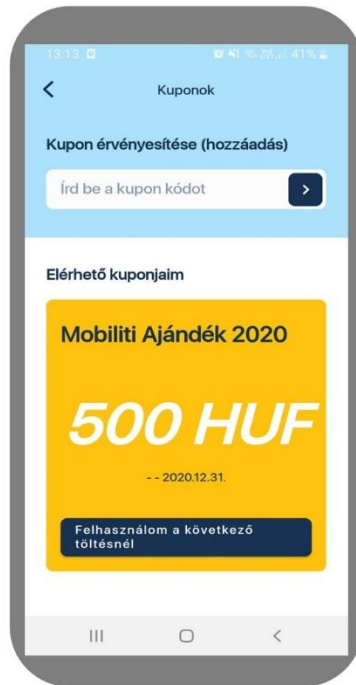 13:13
41%
Kuponok
Kupon érvényesítése (hozzáadás)
Írd be a kupon kódot
Elérhető kuponjaim
Mobiliti Ajándék 2020
500 HUF
- - 2020.12.31.
Felhasználom a következő
töltésnél